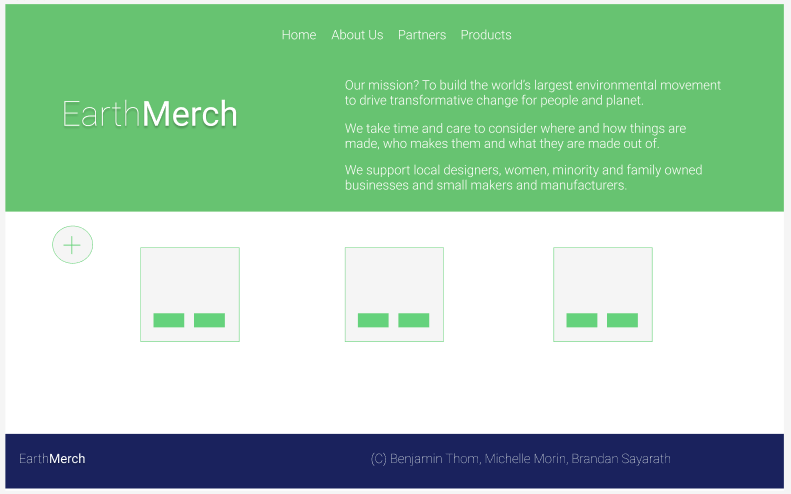 Home About Us Partners Products
EarthMerch
Our mission? To build the world's largest environmental movement
to drive transformative change for people and planet.
We take time and care to consider where and how things are
made, who makes them and what they are made out of.
We support local designers, women, minority and family owned
businesses and small makers and manufacturers.
EarthMerch
(C) Benjamin Thom, Michelle Morin, Brandan Sayarath